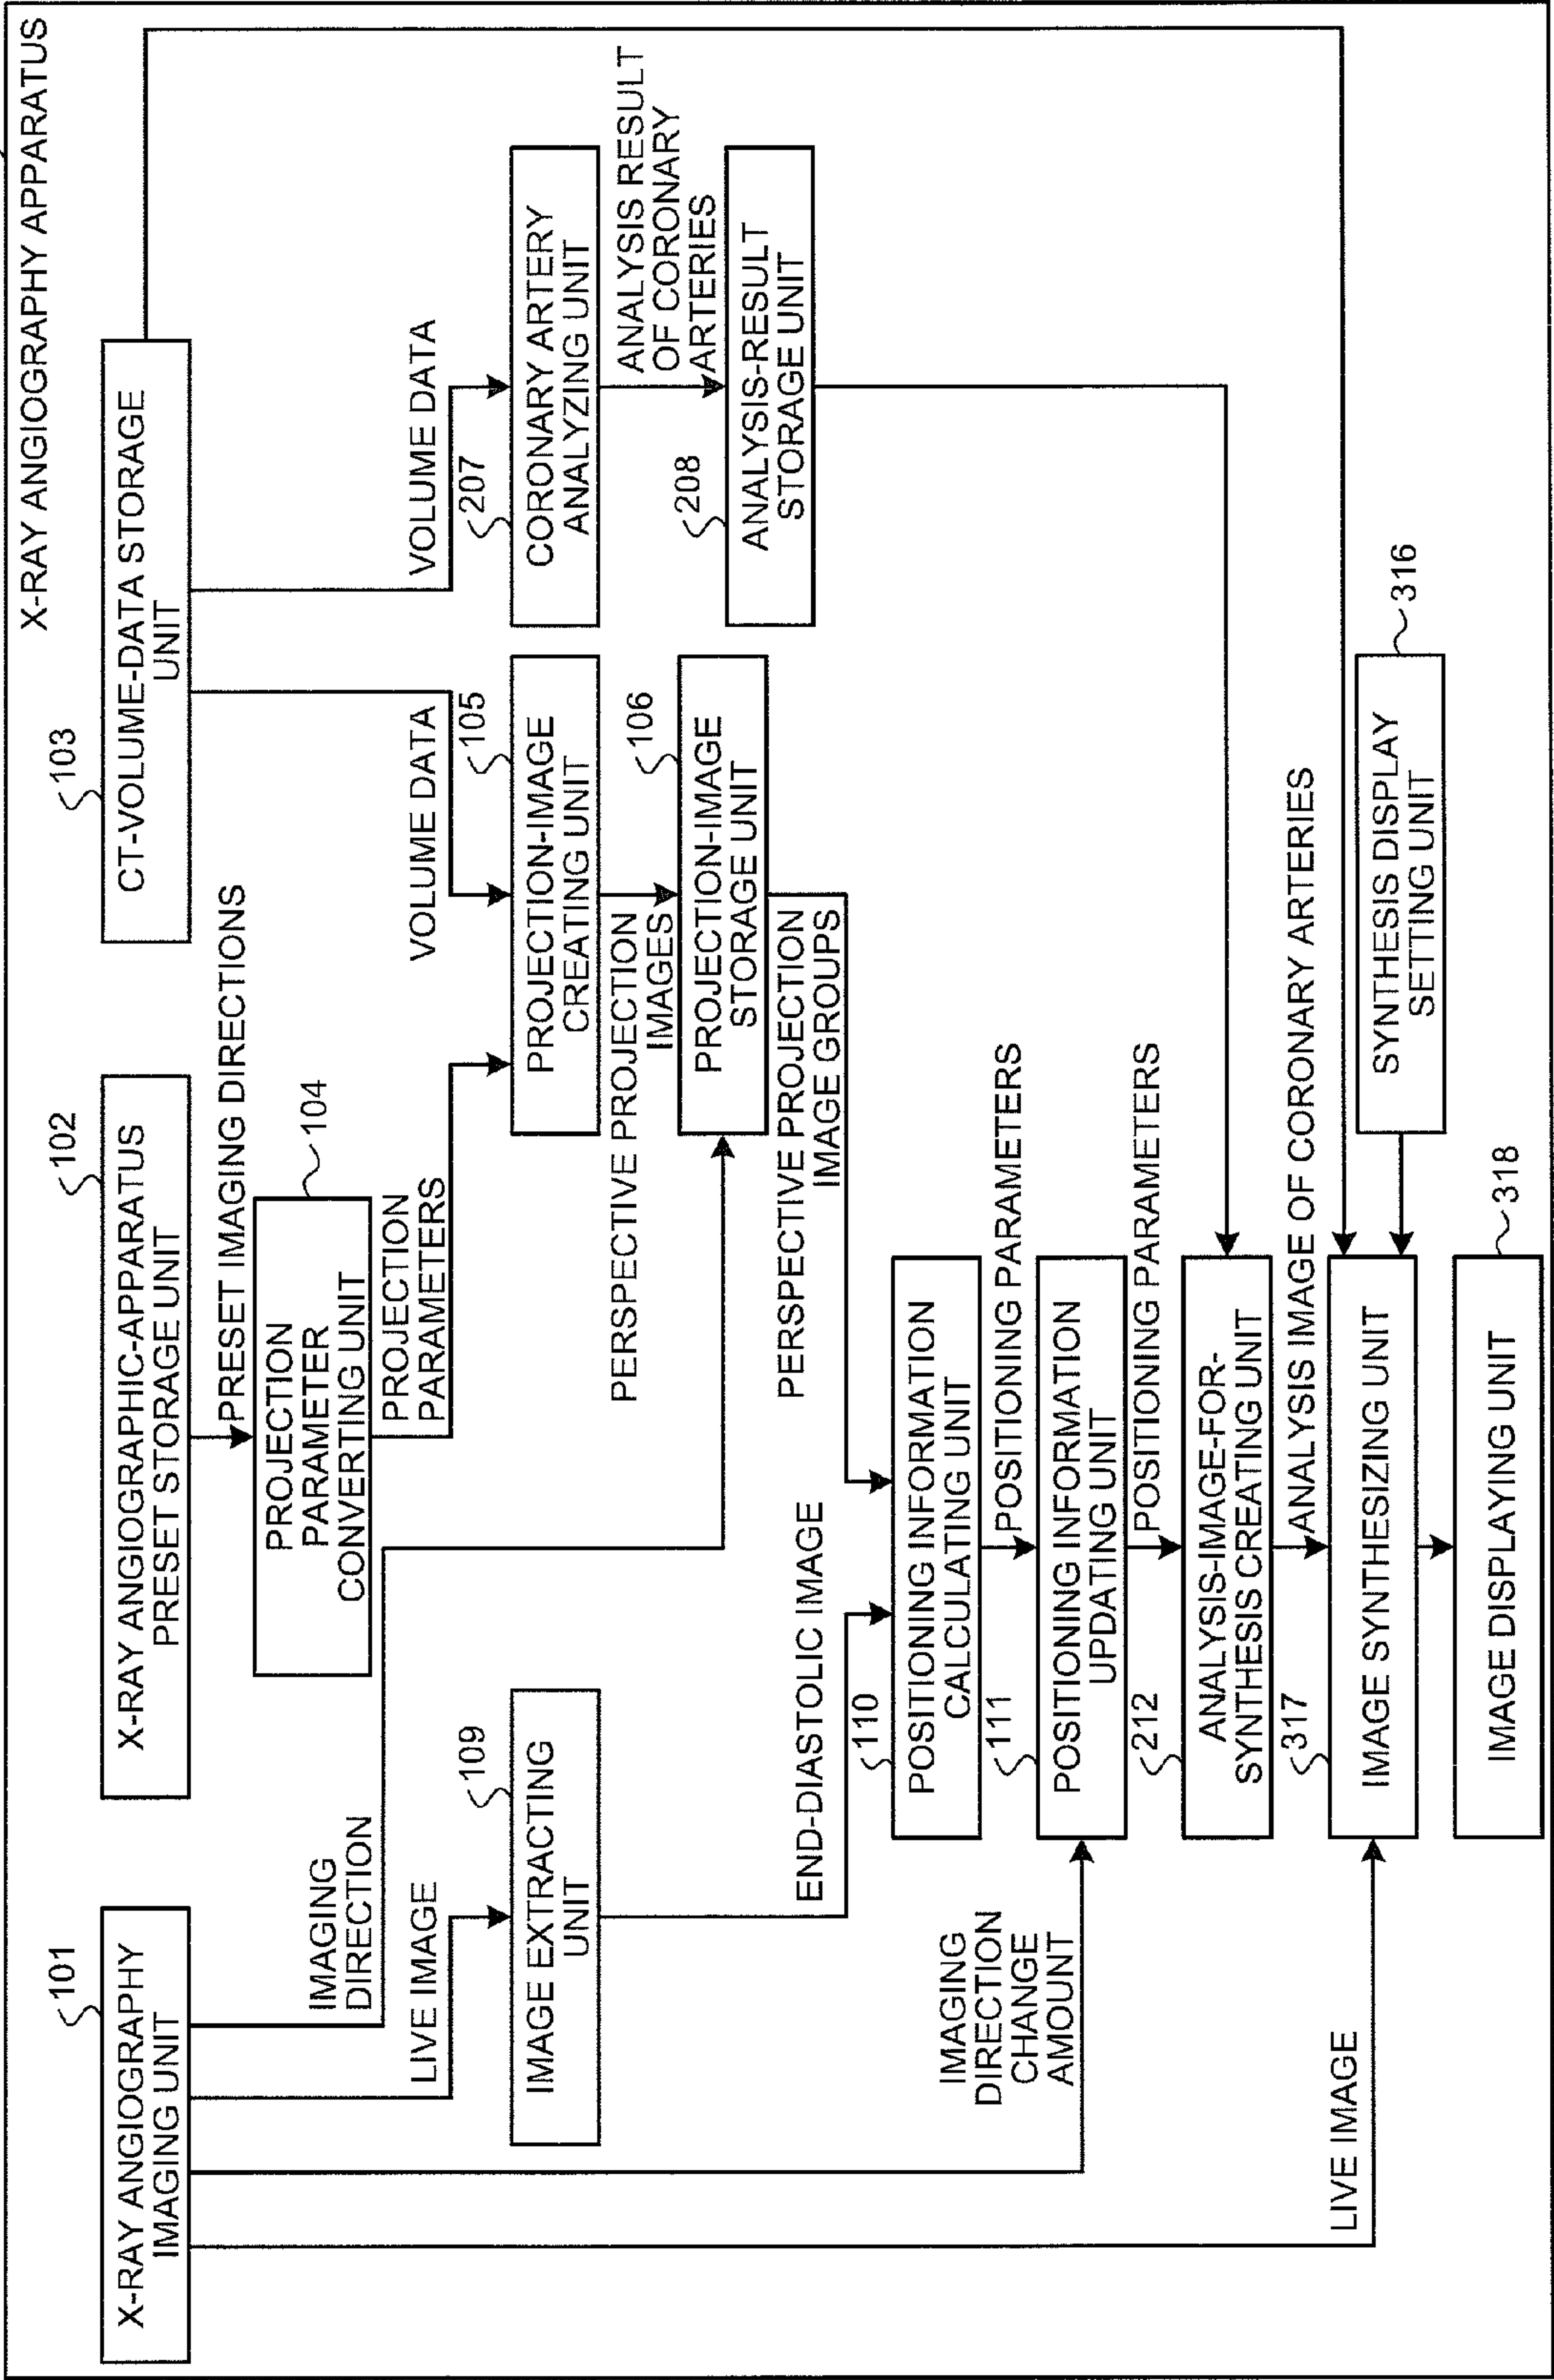 X-RAY ANGIOGRAPHY APPARATUS
101
X-RAY ANGIOGRAPHY
IMAGING UNIT
102
X-RAY ANGIOGRAPHIC-APPARATUS
PRESET STORAGE UNIT
103
CT-VOLUME-DATA STORAGE
UNIT
PRESET IMAGING DIRECTIONS
104
PROJECTION
PARAMETER
CONVERTING UNIT
IMAGING
DIRECTION
LIVE IMAGE
PROJECTION
PARAMETERS
VOLUME DATA
VOLUME DATA
109
IMAGE EXTRACTING
UNIT
105
PROJECTION-IMAGE
CREATING UNIT
207
CORONARY ARTERY
ANALYZING UNIT
PERSPECTIVE PROJECTION
IMAGES
ANALYSIS RESULT
OF CORONARY
ARTERIES
106
PROJECTION-IMAGE
STORAGE UNIT
208
ANALYSIS-RESULT
STORAGE UNIT
END-DIASTOLIC IMAGE
PERSPECTIVE PROJECTION
IMAGE GROUPS
110
POSITIONING INFORMATION
CALCULATING UNIT
IMAGING
DIRECTION
CHANGE
AMOUNT
POSITIONING PARAMETERS
111
POSITIONING INFORMATION
UPDATING UNIT
POSITIONING PARAMETERS
212
ANALYSIS-IMAGE-FOR-
SYNTHESIS CREATING UNIT
ANALYSIS IMAGE OF CORONARY ARTERIES
LIVE IMAGE
317
IMAGE SYNTHESIZING UNIT
316
SYNTHESIS DISPLAY
SETTING UNIT
318
IMAGE DISPLAYING UNIT